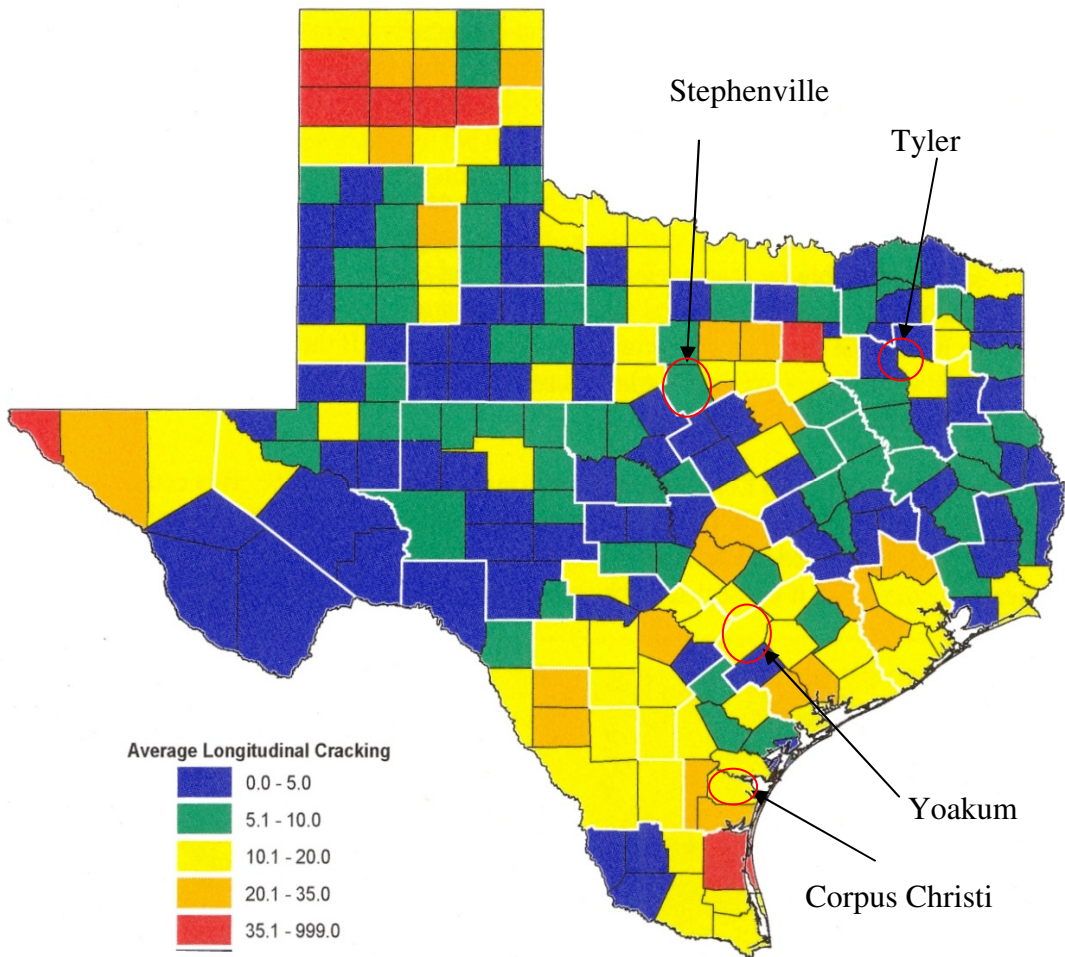 Stephenville
Tyler
Average Longitudinal Cracking
0.0 - 5.0
5.1 - 10.0
10.1 - 20.0
20.1 - 35.0
35.1 - 999.0
Yoakum
Corpus Christi